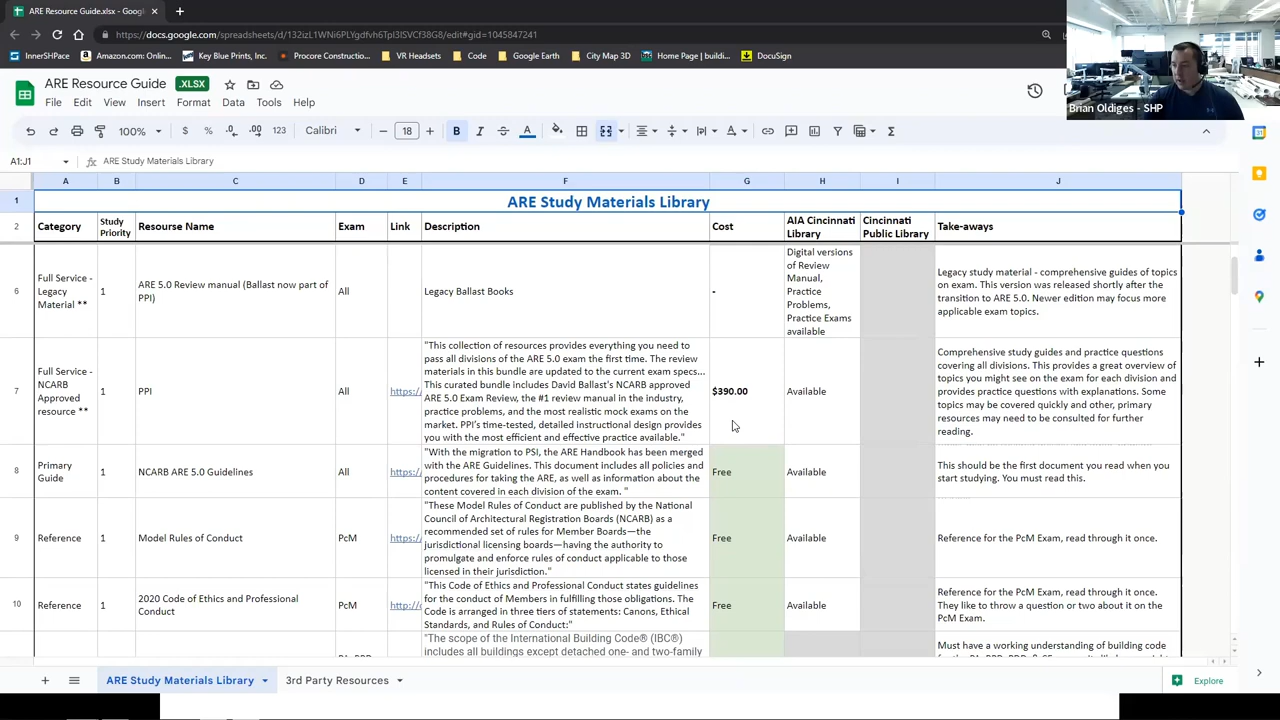 ARE Resource Guide.xlsx - Googl
https://docs.google.com/spreadsheets/d/132izL1WNi6PLYgdfvoWb6Tpl3lSVCf3BG8/edit#gid=1045847241
InnerSHPace
Amazon.com: Onlin...
Key Blue Prints, Inc.
Procore Constructio...
VR Headsets
Code
Google Earth
City Map 3D
Home Page | buildi...
DocuSign
Brian Oldiges - SHP
ARE Resource Guide
.XLSX
File
Edit
View
Insert
Format
Data
Tools
Help
100%
$
%
.0
.00
123
Calibri
18
B
I
A
A1:J1
fx
ARE Study Materials Library
A B C D E F G H I J
1
ARE Study Materials Library
2
Category
Study
Priority
Resourse Name
Exam
Link
Description
Cost
AIA Cincinnati
Library
Cincinnati
Public Library
Take-aways
6
Full Service -
Legacy
Material **
1
ARE 5.0 Review manual (Ballast now part of
PPI)
All
Legacy Ballast Books
-
Digital versions
of Review
Manual,
Practice
Problems,
Practice Exams
available
Legacy study material - comprehensive guides of topics
on exam. This version was released shortly after the
transition to ARE 5.0. Newer edition may focus more
applicable exam topics.
7
Full Service -
NCARB
Approved
resource **
1
PPI
All
https:/
"This collection of resources provides everything you need to
pass all divisions of the ARE 5.0 exam the first time. The review
materials in this bundle are updated to the current exam specs...
This curated bundle includes David Ballast's NCARB approved
ARE 5.0 Exam Review, the #1 review manual in the industry,
practice problems, and the most realistic mock exams on the
market. PPI's time-tested, detailed instructional design provides
you with the most efficient and effective practice available."
$390.00
Available
Comprehensive study guides and practice questions
covering all divisions. This provides a great overview of
topics you might see on the exam for each division and
provides practice questions with explanations. Some
topics may be covered quickly and other, primary
resources may need to be consulted for further
reading.
8
Primary
Guide
1
NCARB ARE 5.0 Guidelines
All
https:/
"With the migration to PSI, the ARE Handbook has been merged
with the ARE Guidelines. This document includes all policies and
procedures for taking the ARE, as well as information about the
content covered in each division of the exam. "
Free
Available
This should be the first document you read when you
start studying. You must read this.
9
Reference
1
Model Rules of Conduct
PcM
https:/
"These Model Rules of Conduct are published by the National
Council of Architectural Registration Boards (NCARB) as a
recommended set of rules for Member Boards—the
jurisdictional licensing boards—having the authority to
promulgate and enforce rules of conduct applicable to those
licensed in their jurisdiction."
Free
Available
Reference for the PcM Exam, read through it once.
10
Reference
1
2020 Code of Ethics and Professional
Conduct
PcM
http:/
"This Code of Ethics and Professional Conduct states guidelines
for the conduct of Members in fulfilling those obligations. The
Code is arranged in three tiers of statements: Canons, Ethical
Standards, and Rules of Conduct:"
Free
Available
Reference for the PcM Exam, read through it once.
They like to throw a question or two about it on the
PcM Exam.
"The scope of the International Building Code® (IBC®)
includes all buildings except detached one- and two-family
Must have a working understanding of building code
ARE Study Materials Library
3rd Party Resources
Explore